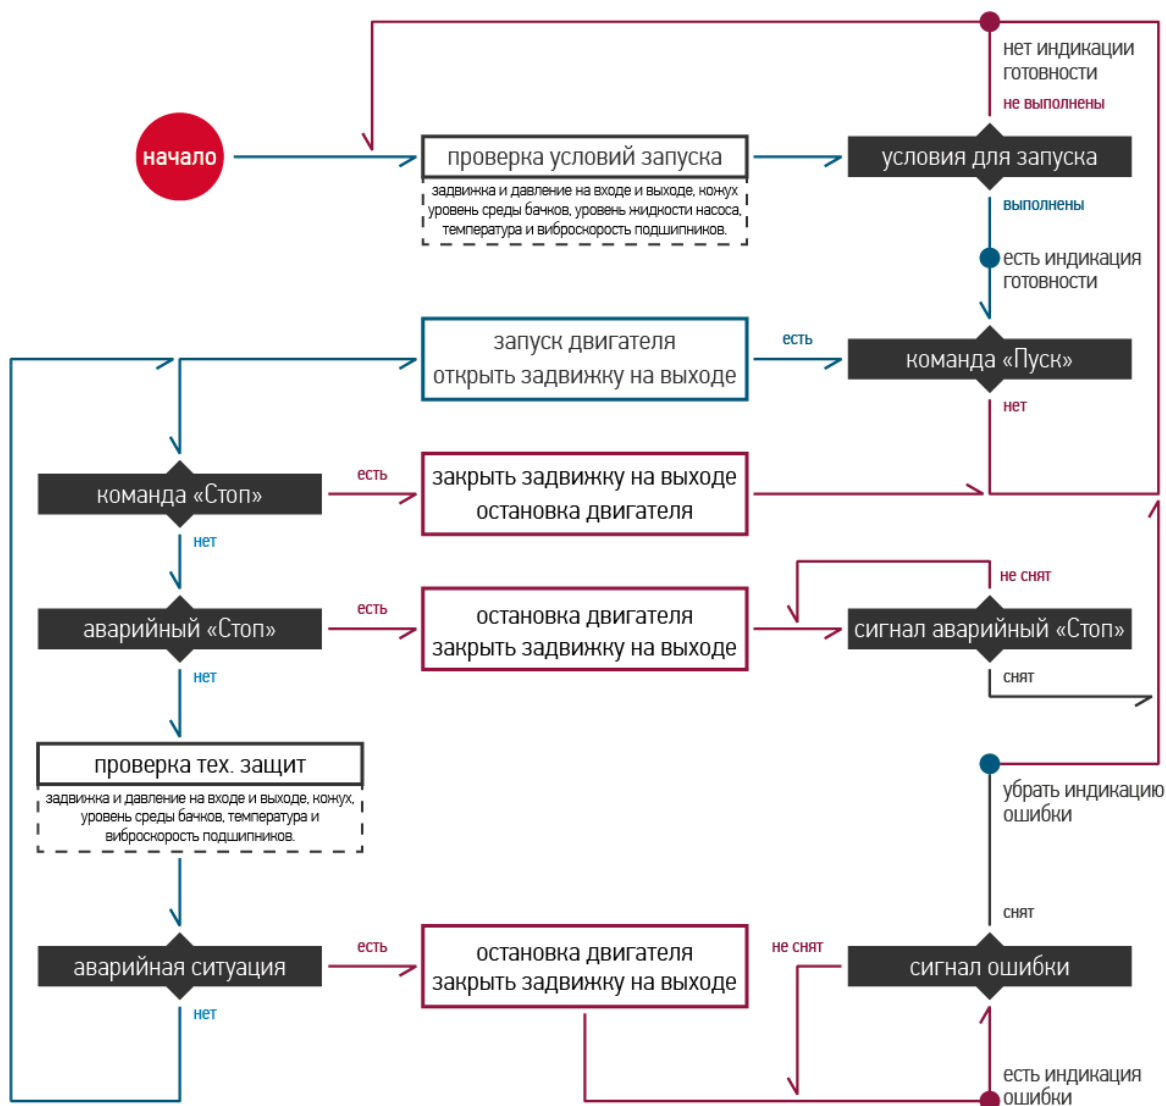 нет индикации
готовности
не выполнены
начало
проверка условий запуска
условия для запуска
задвижка и давление на входе и выходе, кожух
уровень среды бачков, уровень жидкости насоса,
температура и виброскорость подшипников.
выполнены
есть индикация
готовности
запуск двигателя
открыть задвижку на выходе
есть
команда «Пуск»
нет
команда «Стоп»
есть
закрыть задвижку на выходе
остановка двигателя
нет
не снят
аварийный «Стоп»
есть
остановка двигателя
закрыть задвижку на выходе
сигнал аварийный «Стоп»
нет
снят
проверка тех. защит
задвижка и давление на входе и выходе, кожух,
уровень среды бачков, температура и
виброскорость подшипников.
убрать индикацию
ошибки
снят
аварийная ситуация
есть
остановка двигателя
закрыть задвижку на выходе
не снят
сигнал ошибки
нет
есть индикация
ошибки